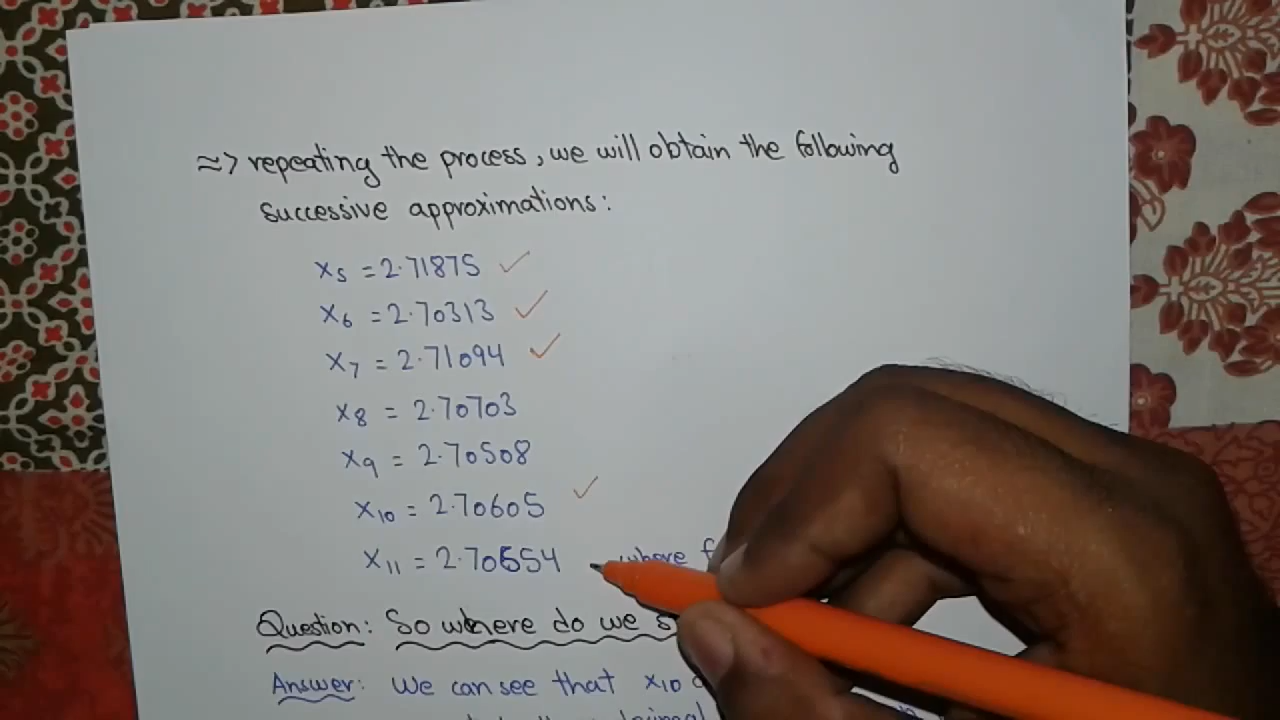 ≈> repeating the process, we will obtain the following
successive approximations:
x5 = 2.71875 ✓
x6 = 2.70313 ✓
x7 = 2.71094 ✓
x8 = 2.70703
x9 = 2.70508
x10 = 2.70605 ✓
x11 = 2.70554 where
Question: So where do we
Answer: We can see that x10